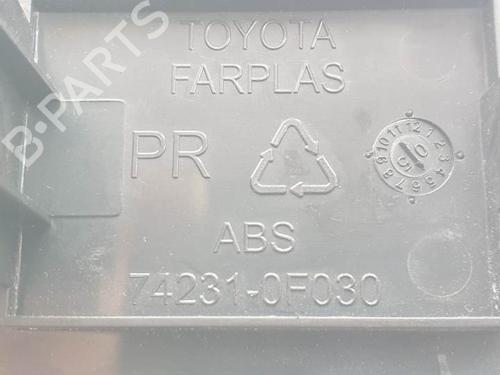 TOYOTA
FARPLAS
PR
ABS
74231-0F030
B-PARTS
1 2 3 4 5 6 7 8 9 10 11 12